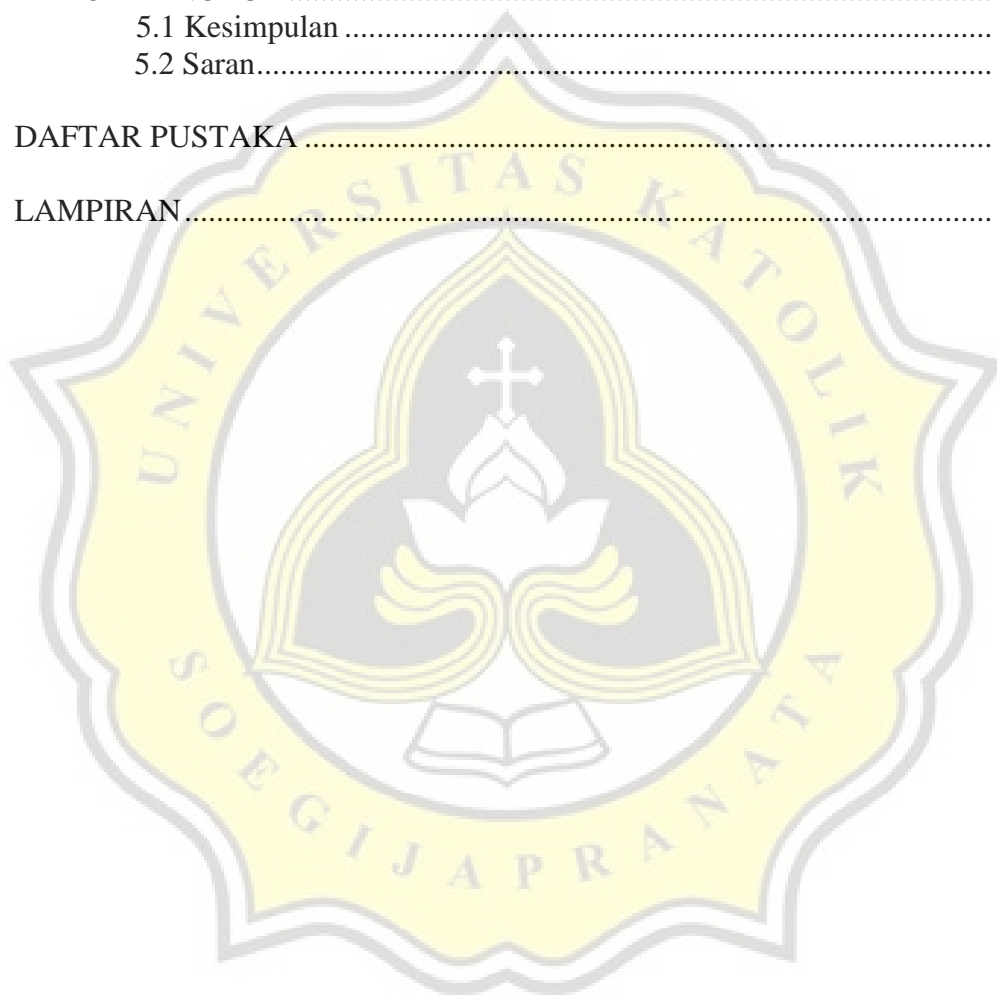 5.1 Kesimpulan ..........................................................................................
5.2 Saran..........................................................................................
DAFTAR PUSTAKA ..........................................................................................
LAMPIRAN..........................................................................................
UNIVERSITAS KATOLIK
SOEGIJAPRANATA